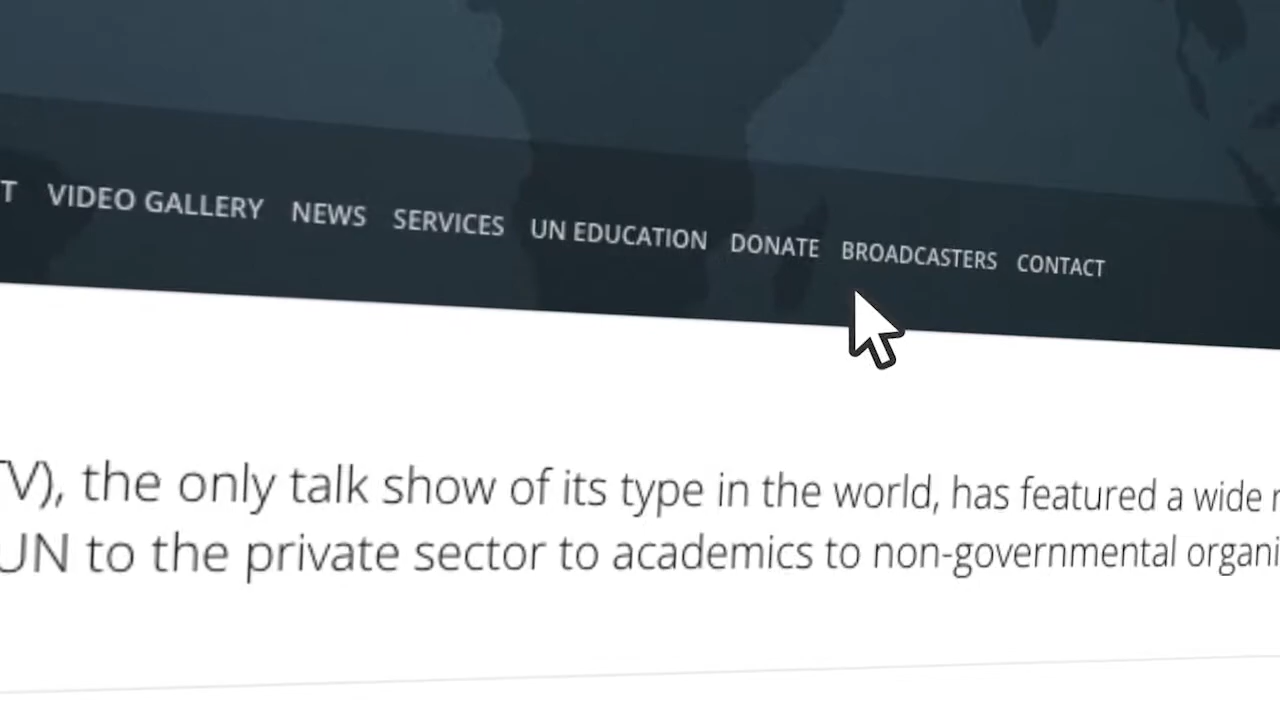 VIDEO GALLERY NEWS SERVICES UN EDUCATION DONATE BROADCASTERS CONTACT
TV), the only talk show of its type in the world, has featured a wide
UN to the private sector to academics to non-governmental